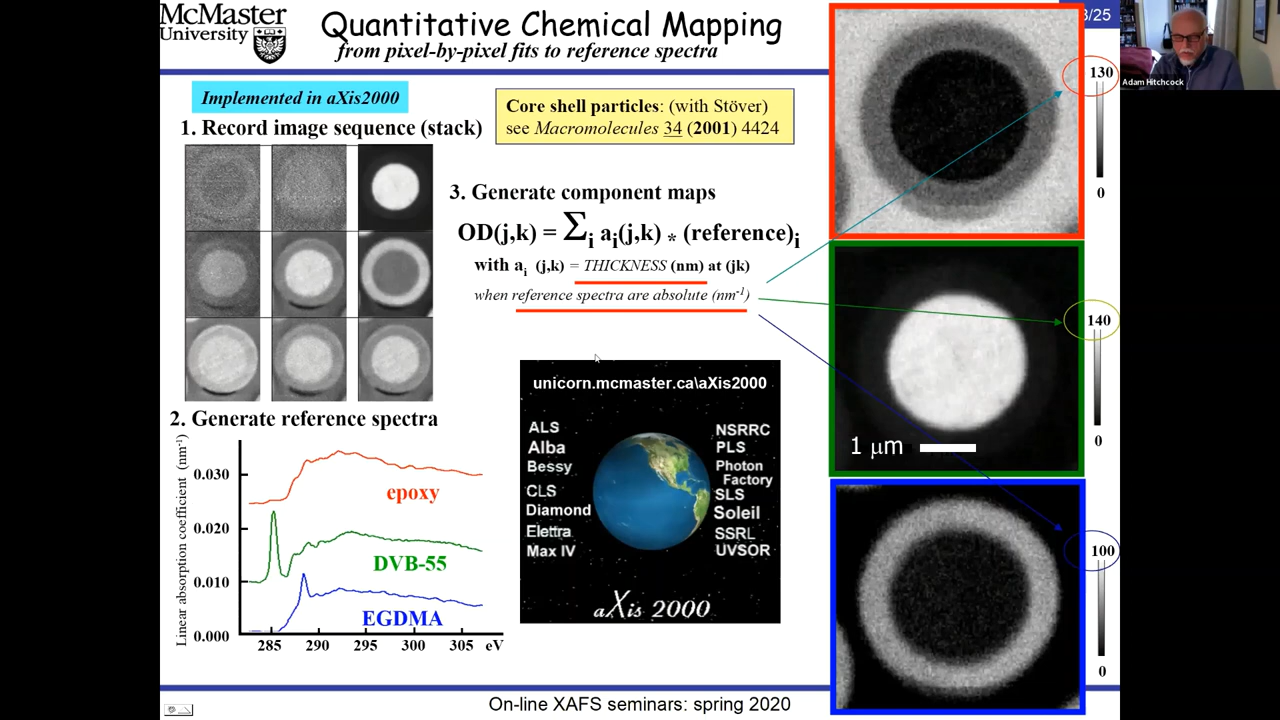 McMaster
University
Quantitative Chemical Mapping
from pixel-by-pixel fits to reference spectra
/25
Adam Hitchcock
Implemented in aXis2000
Core shell particles: (with Stöver)
see Macromolecules 34 (2001) 4424
1. Record image sequence (stack)
3. Generate component maps
OD(j,k) = Σi ai(j,k) * (reference)i
with ai (j,k) = THICKNESS (nm) at (jk)
when reference spectra are absolute (nm-1)
130
0
140
0
1 μm
100
0
2. Generate reference spectra
Linear absorption coefficient (nm-1)
0.030
0.020
0.010
0.000
epoxy
DVB-55
EGDMA
285 290 295 300 305 eV
unicorn.mcmaster.ca\aXis2000
ALS
Alba
Bessy
CLS
Diamond
Elettra
Max IV
NSRRC
PLS
Photon
Factory
SLS
Soleil
SSRL
UVSOR
aXis 2000
On-line XAFS seminars: spring 2020